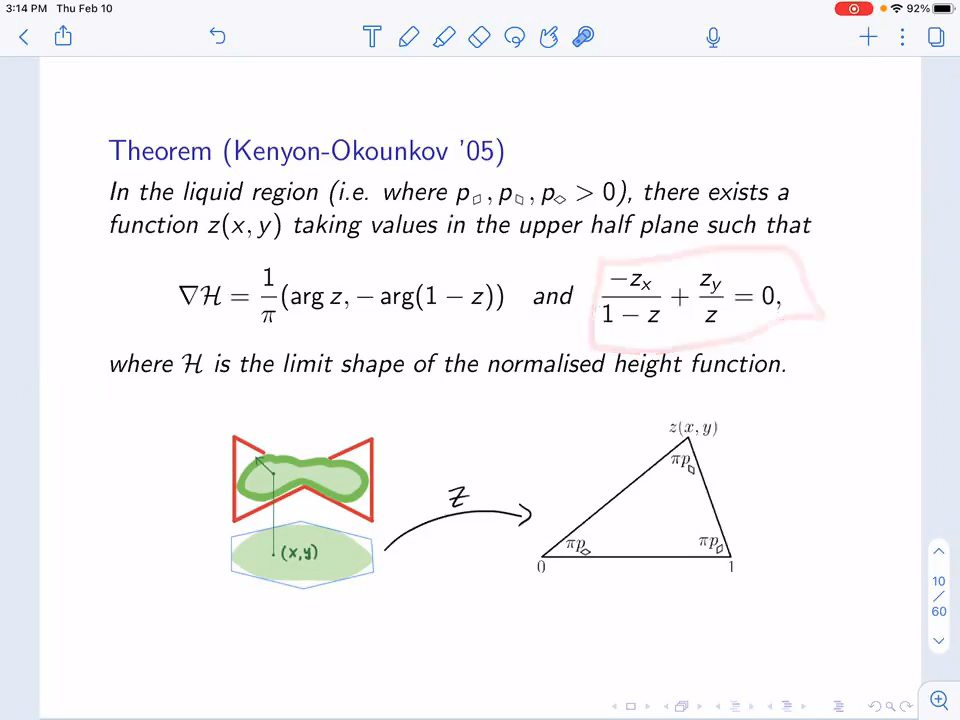 3:14 PM Thu Feb 10
92%
Theorem (Kenyon-Okounkov '05)
In the liquid region (i.e. where p▱, p▱, p◇ > 0), there exists a
function z(x, y) taking values in the upper half plane such that
∇ℋ = 1/π (arg z, − arg(1 − z)) and −z_x/(1 − z) + z_y/z = 0,
where ℋ is the limit shape of the normalised height function.
z(x, y)
πp▱
z
(x,y)
πp◇
πp▱
0
1
10
/
60